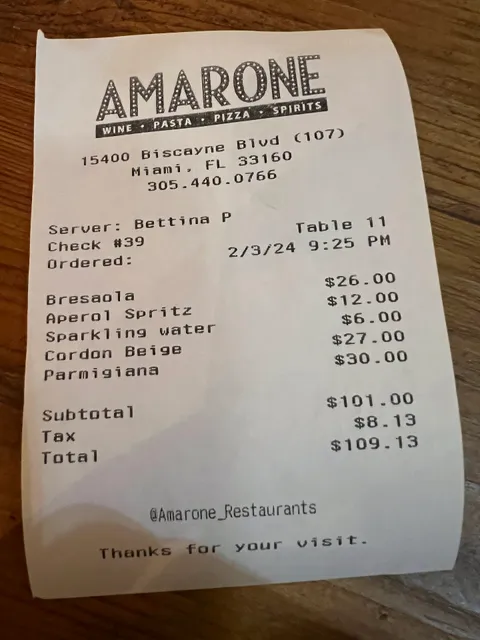 AMARONE
WINE • PASTA • PIZZA • SPIRITS
15400 Biscayne Blvd (107)
Miami, FL 33160
305.440.0766
Server: Bettina P Table 11
Check #39 2/3/24 9:25 PM
Ordered:
Bresaola $26.00
Aperol Spritz $12.00
Sparkling water $6.00
Cordon Beige $27.00
Parmigiana $30.00
Subtotal $101.00
Tax $8.13
Total $109.13
@Amarone_Restaurants
Thanks for your visit.